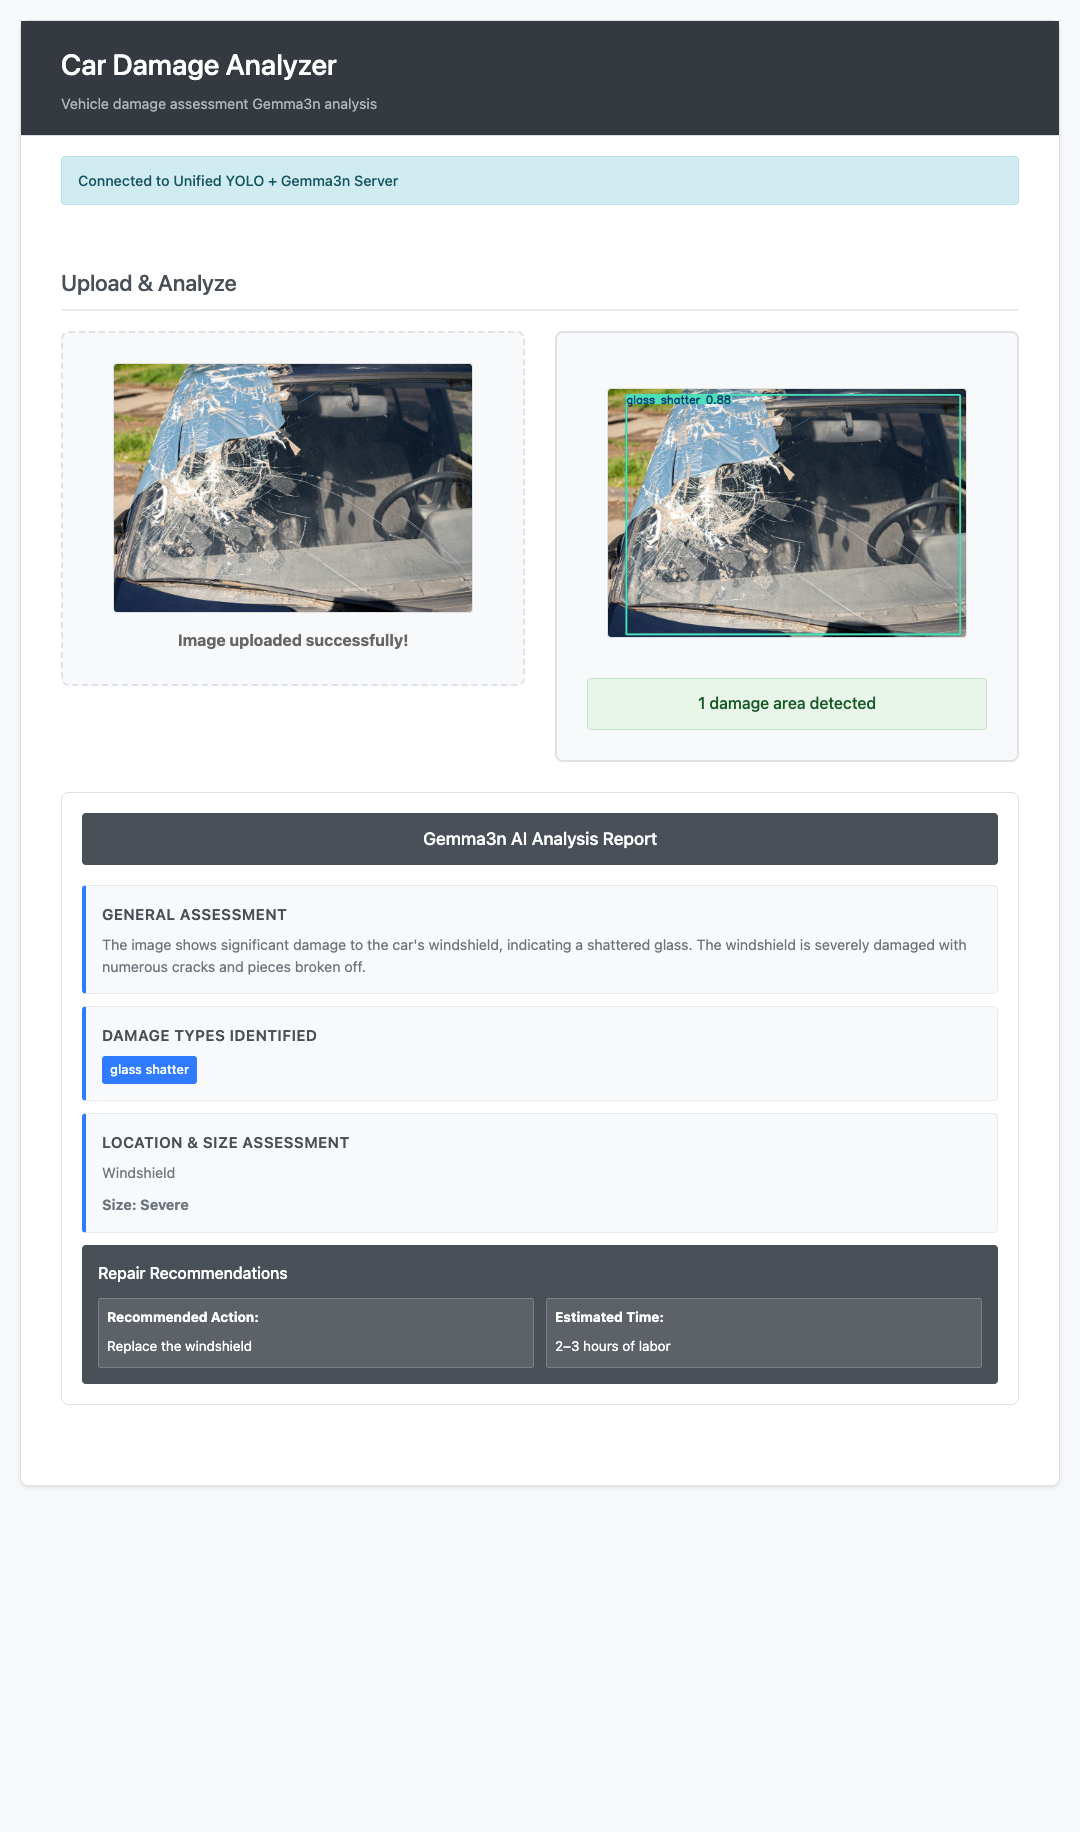 Car Damage Analyzer
Vehicle damage assessment Gemma3n analysis
Connected to Unified YOLO + Gemma3n Server
Upload & Analyze
Image uploaded successfully!
glass_shatter 0.88
1 damage area detected
Gemma3n AI Analysis Report
GENERAL ASSESSMENT
The image shows significant damage to the car's windshield, indicating a shattered glass. The windshield is severely damaged with
numerous cracks and pieces broken off.
DAMAGE TYPES IDENTIFIED
glass shatter
LOCATION & SIZE ASSESSMENT
Windshield
Size: Severe
Repair Recommendations
Recommended Action:
Replace the windshield
Estimated Time:
2–3 hours of labor